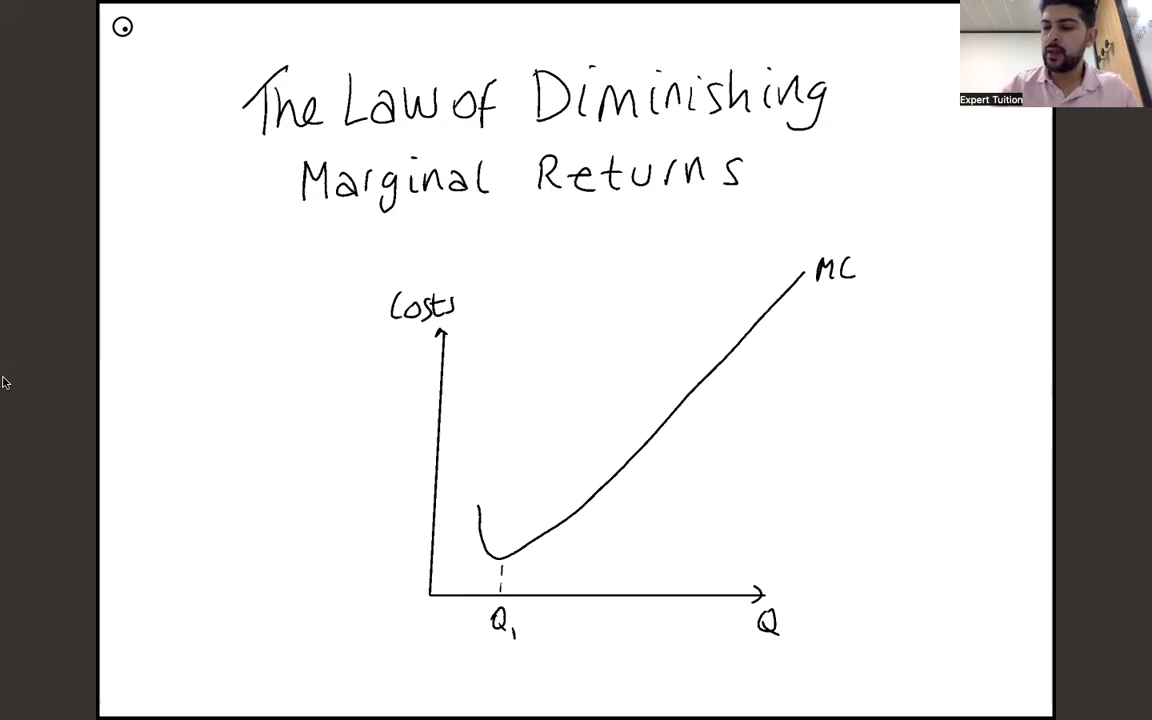 The Law of Diminishing
Marginal Returns
Expert Tuition
MC
Costs
Q1
Q